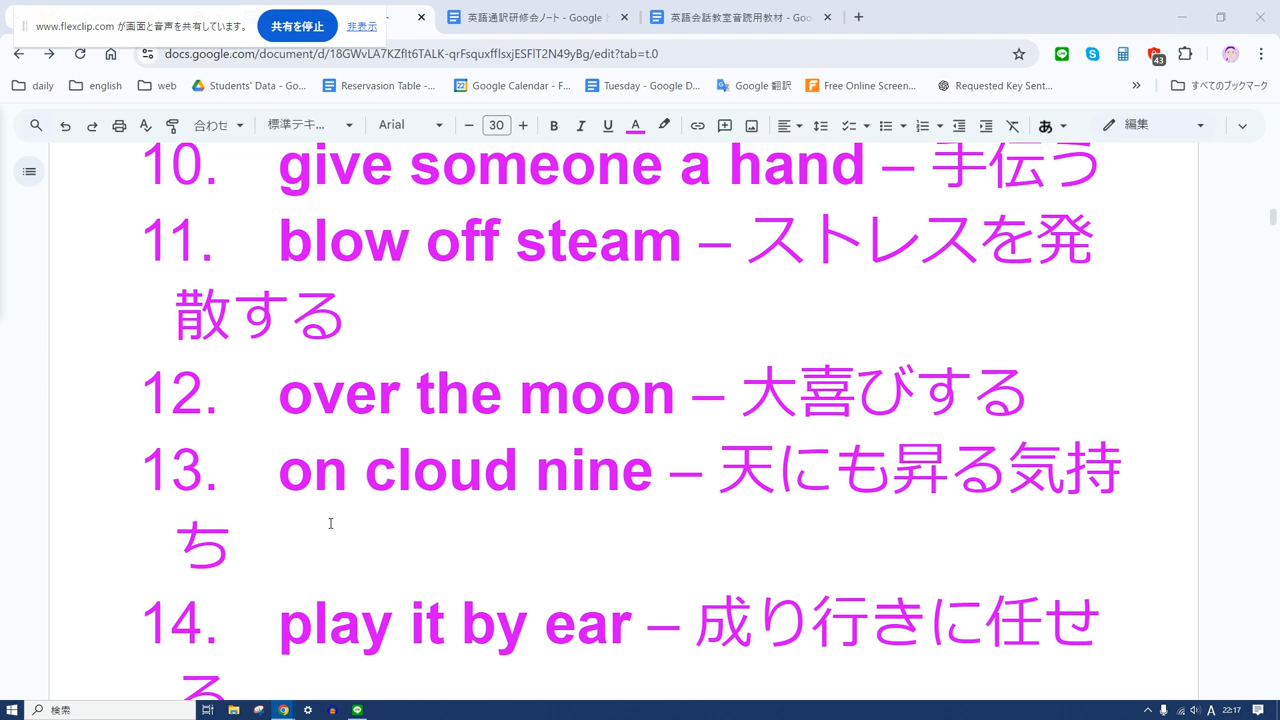 www.flexclip.com が画面と音声を共有しています。 共有を停止 非表示
英語通訳研修会ノート - Google
英語会話教室音読用教材 - Goo
docs.google.com/document/d/18GWyLA7KZflt6TALK-qrFsquxfflsxjESFlT2N49yBg/edit?tab=t.0
43
daily english web Students' Data - Go... Reservasion Table -... Google Calendar - F... Tuesday - Google D... Google 翻訳 Free Online Screen... Requested Key Sent... » すべてのブックマーク
合わせ 標準テキ... Arial 30 B I U A あ 編集
10. give someone a hand – 手伝う
11. blow off steam – ストレスを発
散する
12. over the moon – 大喜びする
13. on cloud nine – 天にも昇る気持
ち
14. play it by ear – 成り行きに任せ
る
検索 A 22:17